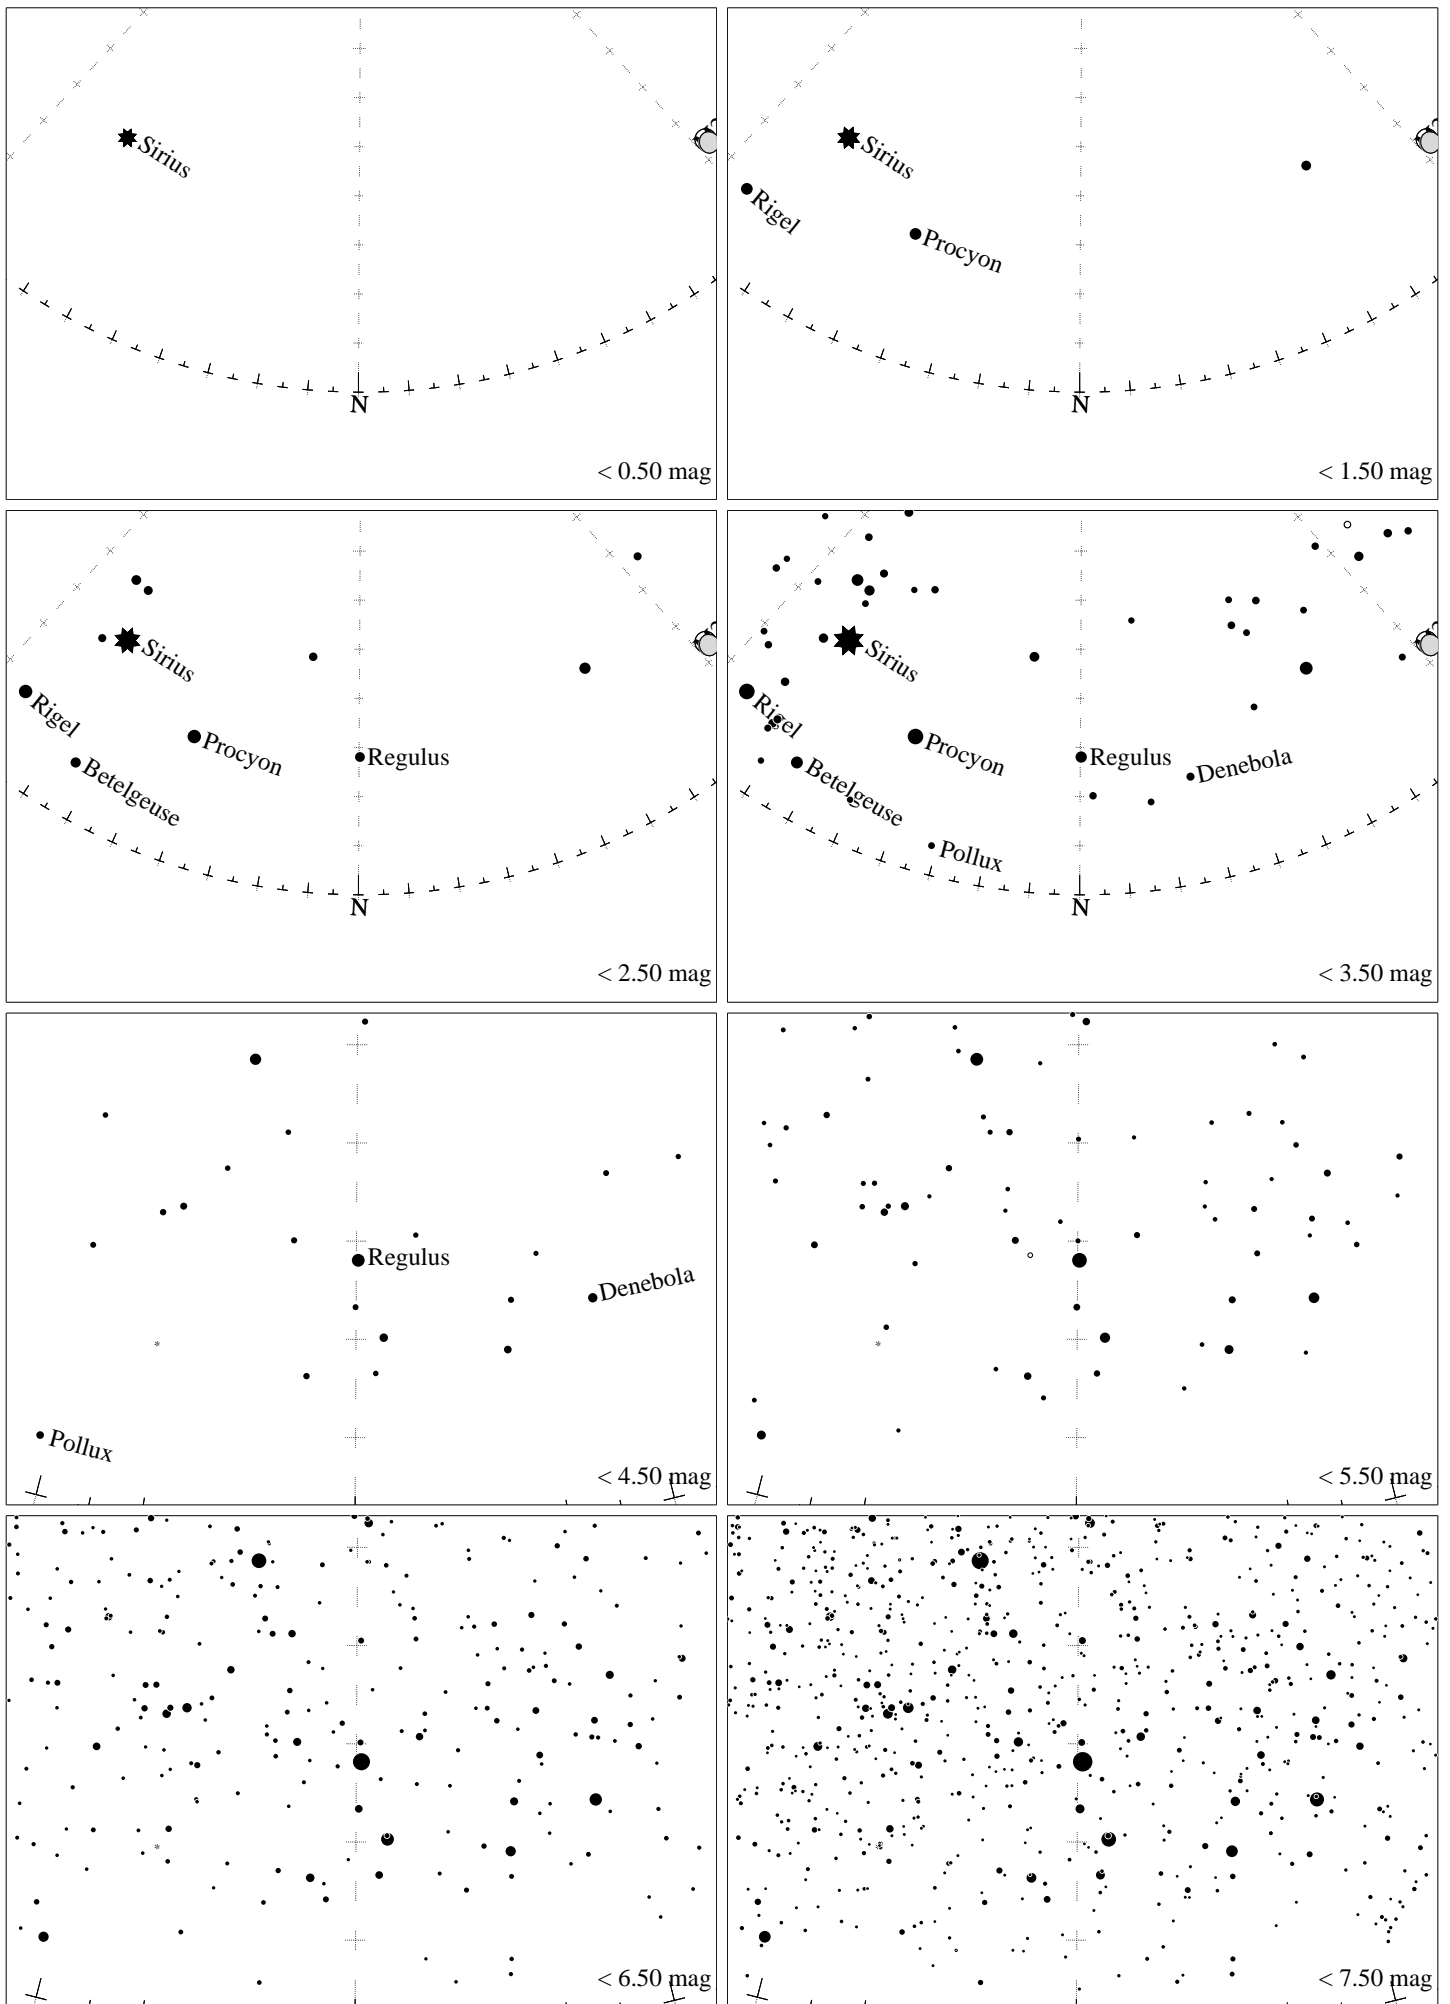 Sirius
N
< 0.50 mag
Sirius
Rigel
Procyon
N
< 1.50 mag
Sirius
Rigel
Procyon
Regulus
Betelgeuse
N
< 2.50 mag
Sirius
Rigel
Procyon
Regulus
Denebola
Betelgeuse
Pollux
N
< 3.50 mag
Regulus
Denebola
Pollux
< 4.50 mag
< 5.50 mag
< 6.50 mag
< 7.50 mag